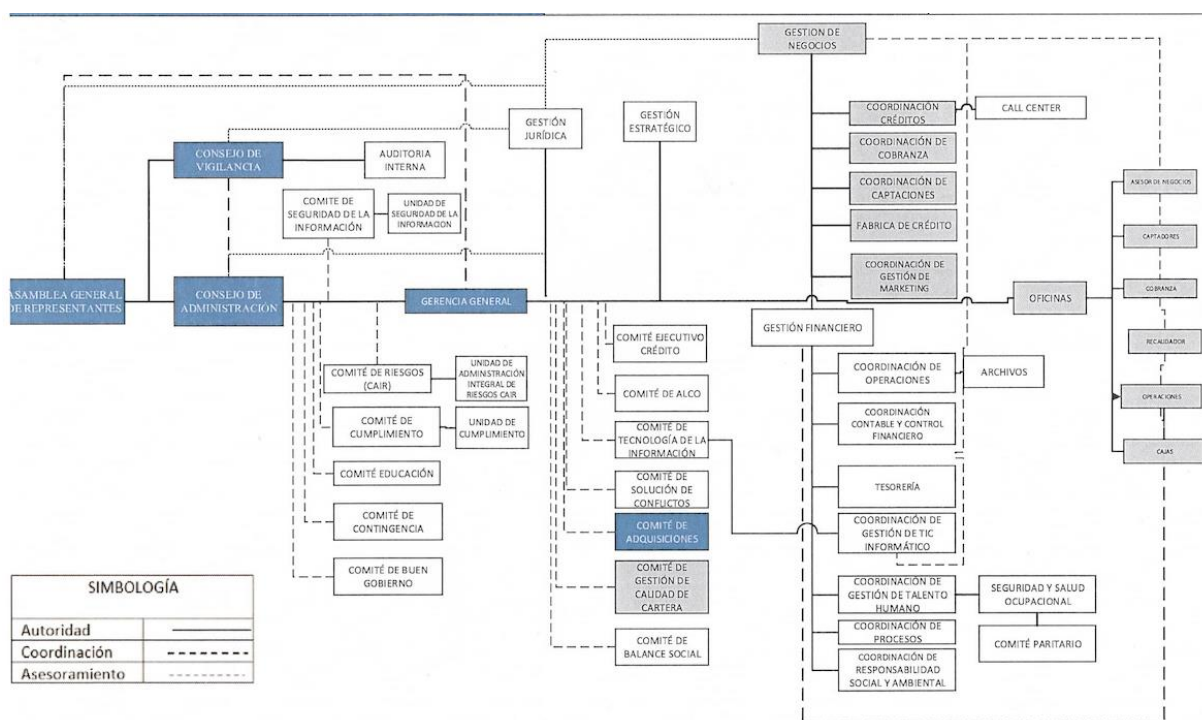 GESTION DE
NEGOCIOS
COORDINACIÓN
CRÉDITOS
CALL CENTER
GESTIÓN
JURÍDICA
GESTIÓN
ESTRATÉGICO
CONSEJO DE
VIGILANCIA
AUDITORIA
INTERNA
COORDINACIÓN DE
COBRANZA
COMITE DE
SEGURIDAD DE LA
INFORMACIÓN
UNIDAD DE
SEGURIDAD DE LA
INFORMACION
COORDINACIÓN DE
CAPTACIONES
ASESOR DE NEGOCIOS
FABRICA DE CRÉDITO
CAPTADORES
COORDINACIÓN DE
GESTIÓN DE
MARKETING
ASAMBLEA GENERAL
DE REPRESENTANTES
CONSEJO DE
ADMINISTRACIÓN
GERENCIA GENERAL
OFICINAS
COBRANZA
GESTIÓN FINANCIERO
COMITÉ EJECUTIVO
CRÉDITO
RECAUDADOR
COMITÉ DE RIESGOS
(CAIR)
UNIDAD DE
ADMINISTRACIÓN
INTEGRAL DE
RIESGOS CAIR
COORDINACIÓN DE
OPERACIONES
ARCHIVOS
COMITÉ DE ALCO
OPERACIONES
COMITÉ DE
CUMPLIMIENTO
UNIDAD DE
CUMPLIMIENTO
COMITÉ DE
TECNOLOGÍA DE LA
INFORMACIÓN
COORDINACIÓN
CONTABLE Y CONTROL
FINANCIERO
CAJAS
COMITÉ EDUCACIÓN
COMITÉ DE
SOLUCIÓN DE
CONFLICTOS
TESORERÍA
COMITÉ DE
CONTINGENCIA
COMITÉ DE
ADQUISICIONES
COORDINACIÓN DE
GESTIÓN DE TIC
INFORMÁTICO
COMITÉ DE BUEN
GOBIERNO
COMITÉ DE
GESTIÓN DE
CALIDAD DE
CARTERA
COORDINACIÓN DE
GESTIÓN DE TALENTO
HUMANO
SEGURIDAD Y SALUD
OCUPACIONAL
COORDINACIÓN DE
PROCESOS
COMITÉ PARITARIO
COMITÉ DE
BALANCE SOCIAL
COORDINACIÓN DE
RESPONSABILIDAD
SOCIAL Y AMBIENTAL
SIMBOLOGÍA
Autoridad
Coordinación
Asesoramiento